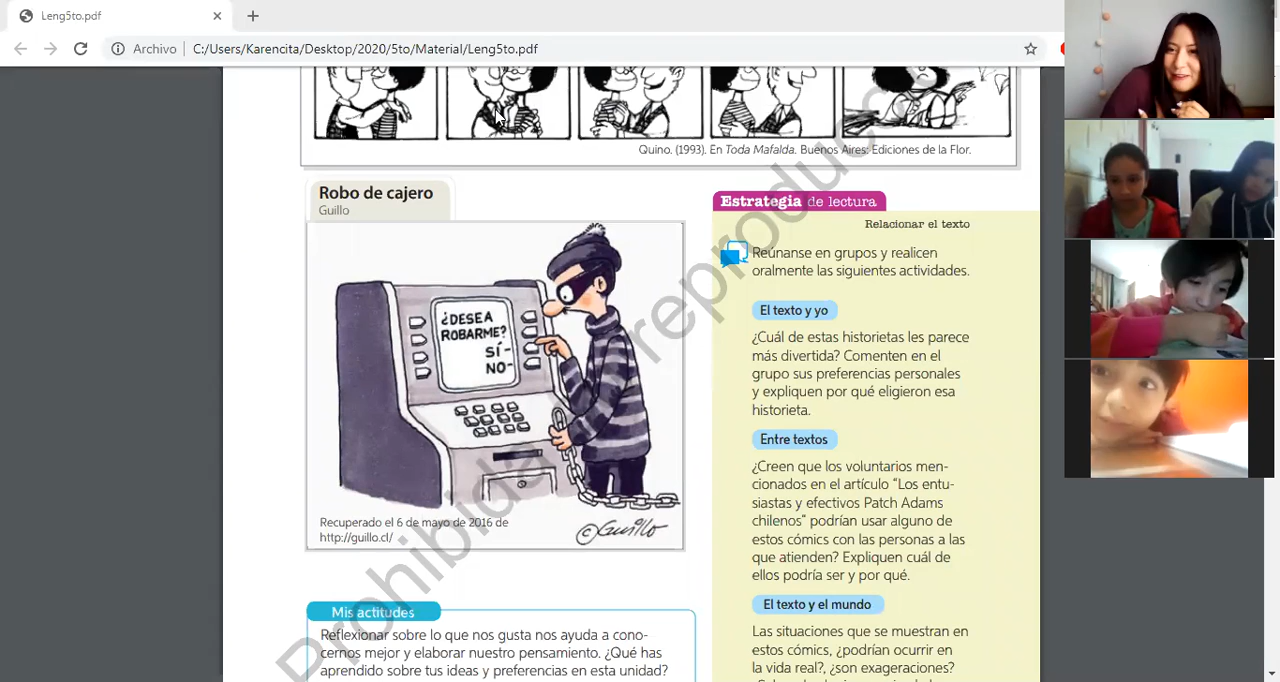 Leng5to.pdf
Archivo
C:/Users/Karencita/Desktop/2020/5to/Material/Leng5to.pdf
Quino. (1993). En Toda Mafalda. Buenos Aires: Ediciones de la Flor.
Robo de cajero
Guillo
¿DESEA
ROBARME?
SÍ-
NO-
Recuperado el 6 de mayo de 2016 de
http://guillo.cl/
©Guillo
Mis actitudes
Reflexionar sobre lo que nos gusta nos ayuda a cono-
cernos mejor y elaborar nuestro pensamiento. ¿Qué has
aprendido sobre tus ideas y preferencias en esta unidad?
Estrategia de lectura
Relacionar el texto
Reúnanse en grupos y realicen
oralmente las siguientes actividades.
El texto y yo
¿Cuál de estas historietas les parece
más divertida? Comenten en el
grupo sus preferencias personales
y expliquen por qué eligieron esa
historieta.
Entre textos
¿Creen que los voluntarios men-
cionados en el artículo “Los entu-
siastas y efectivos Patch Adams
chilenos” podrían usar alguno de
estos cómics con las personas a las
que atienden? Expliquen cuál de
ellos podría ser y por qué.
El texto y el mundo
Las situaciones que se muestran en
estos cómics, ¿podrían ocurrir en
la vida real?, ¿son exageraciones?
Prohibida reproduc